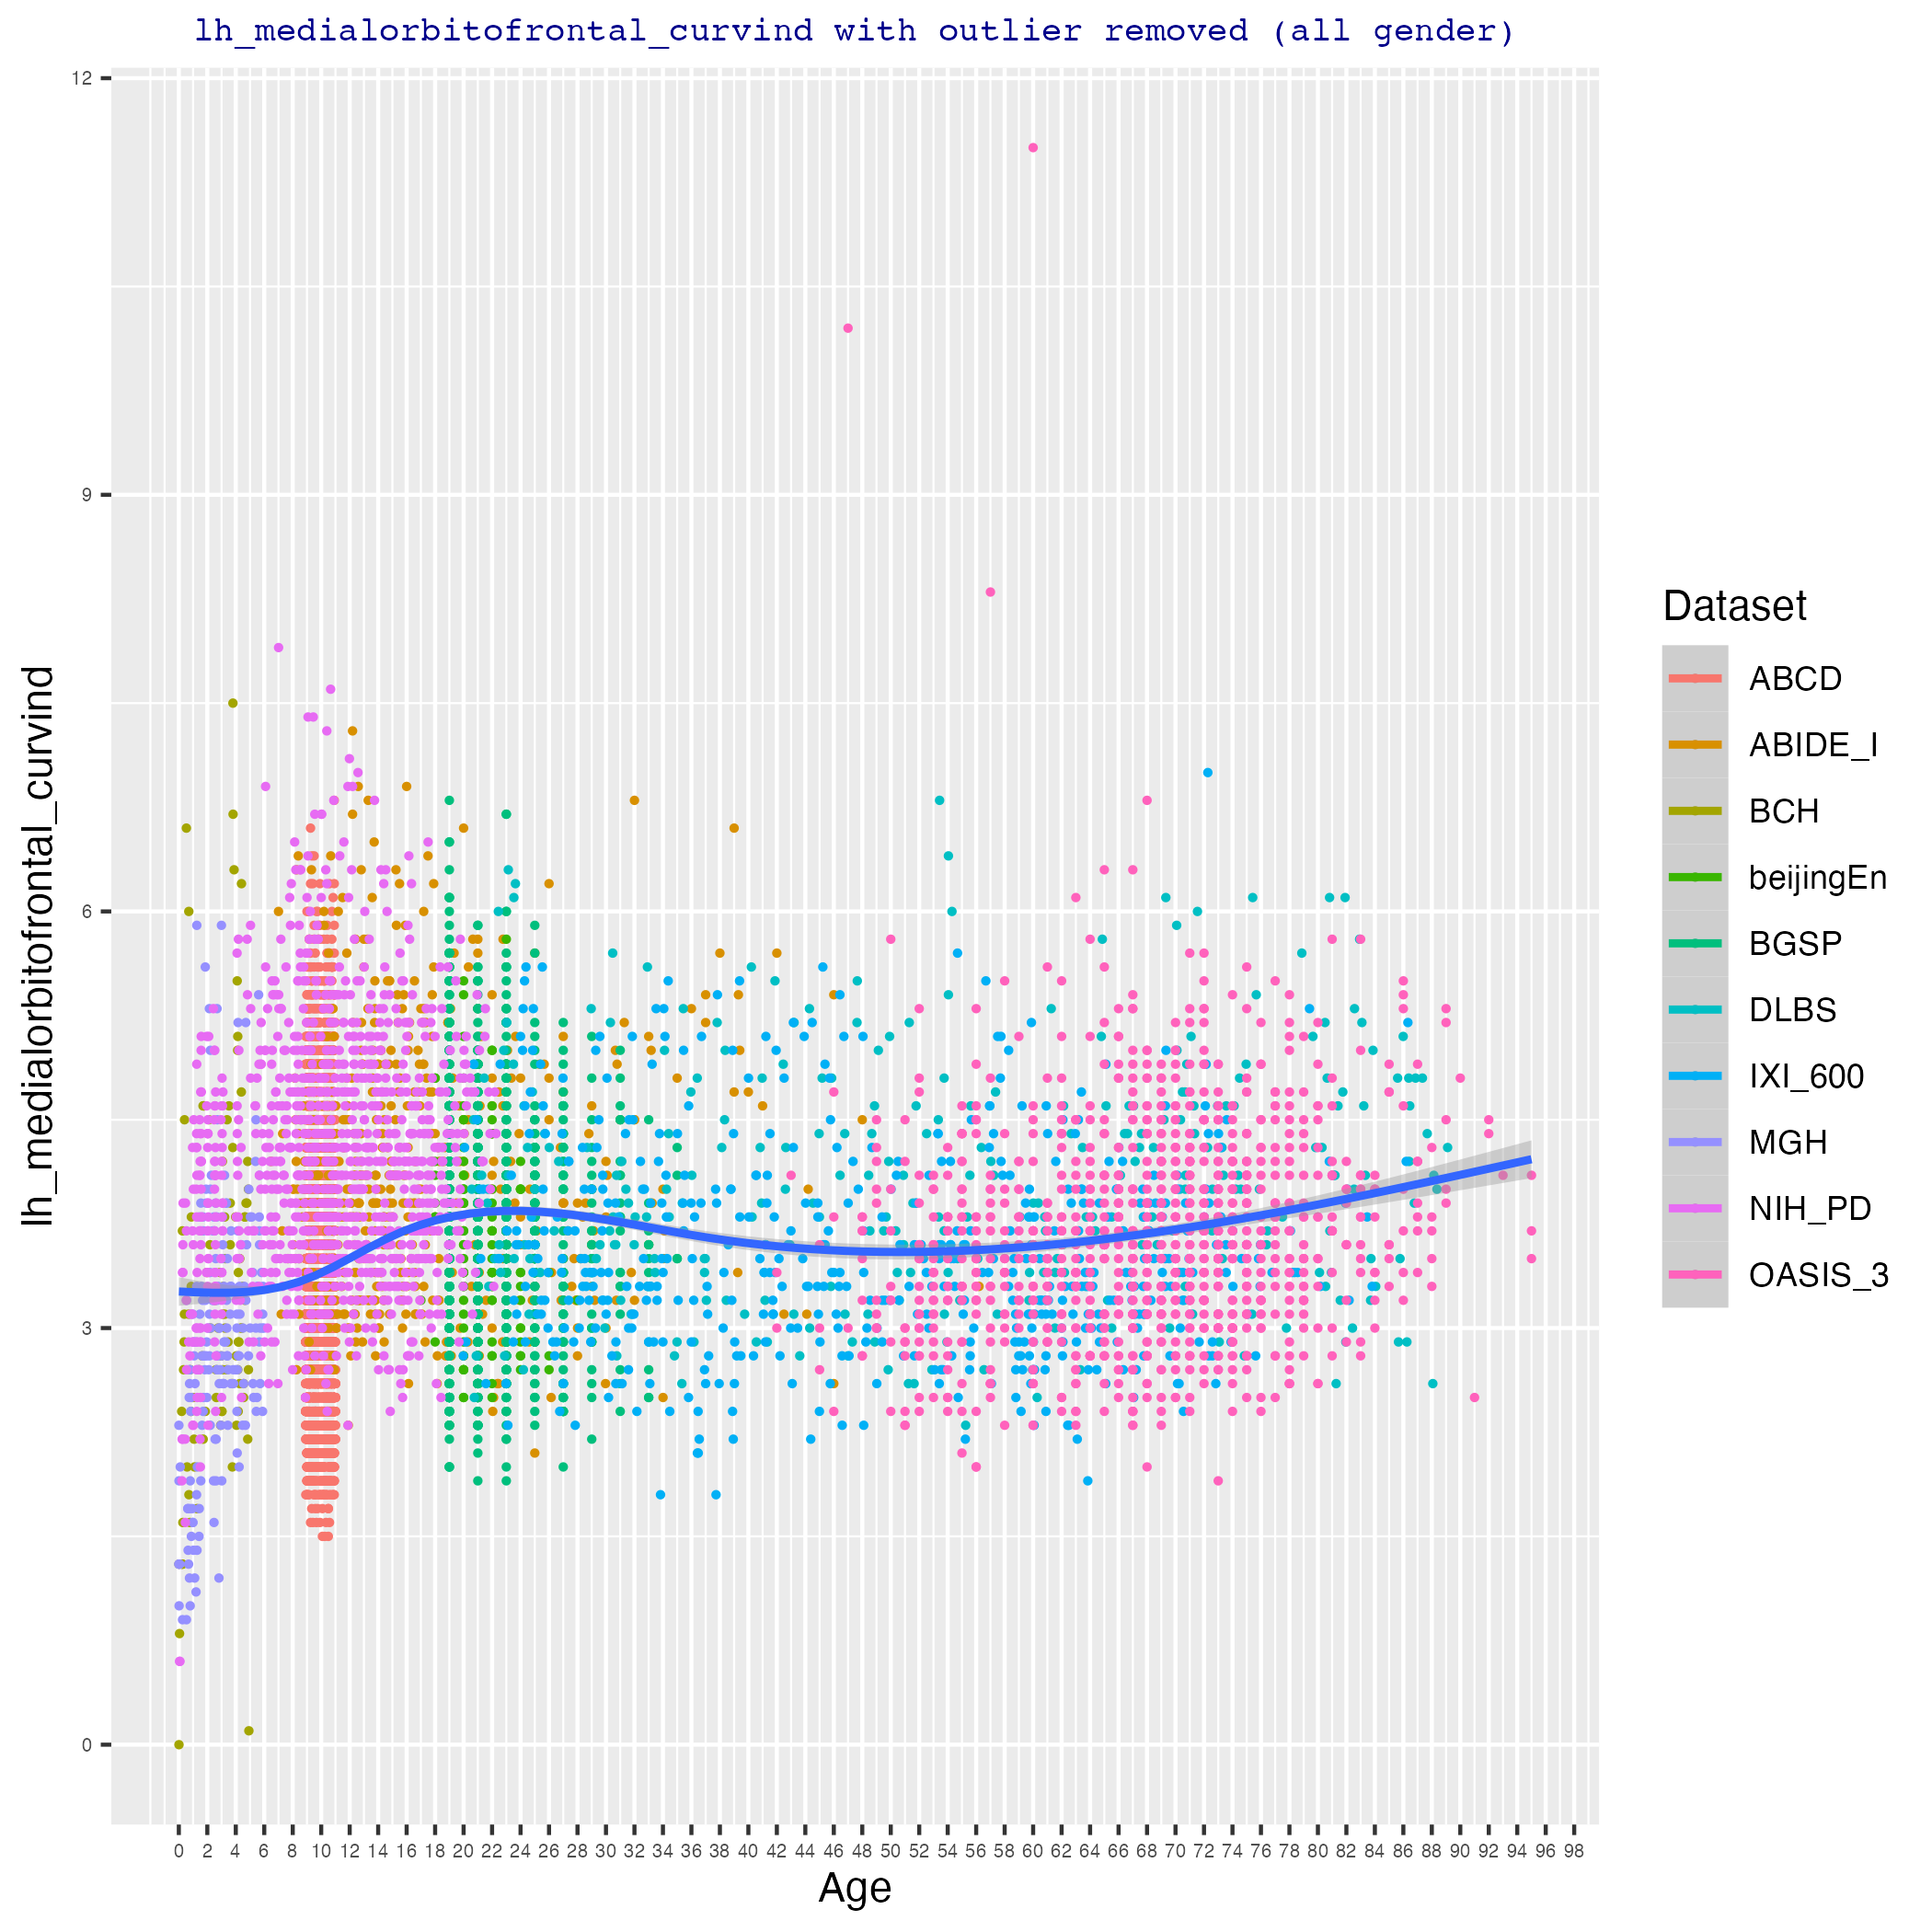 lh_medialorbitofrontal_curvind with outlier removed (all gender)
12
9
6
3
0
lh_medialorbitofrontal_curvind
0 2 4 6 8 10 12 14 16 18 20 22 24 26 28 30 32 34 36 38 40 42 44 46 48 50 52 54 56 58 60 62 64 66 68 70 72 74 76 78 80 82 84 86 88 90 92 94 96 98
Age
Dataset
ABCD
ABIDE_I
BCH
beijingEn
BGSP
DLBS
IXI_600
MGH
NIH_PD
OASIS_3